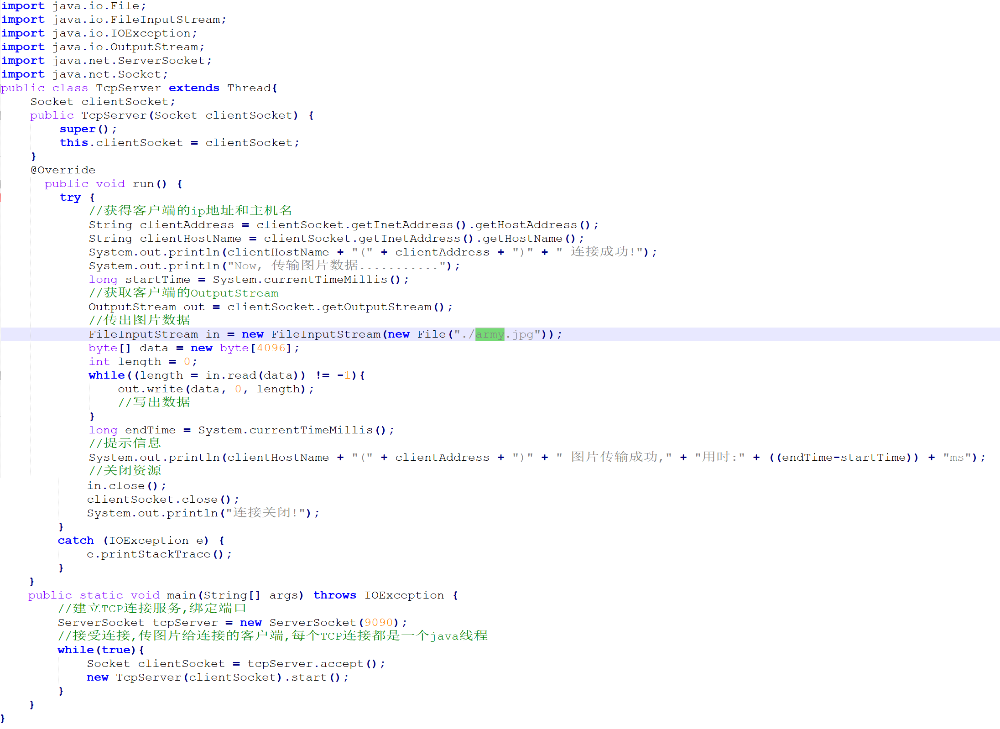 import java.io.File;
import java.io.FileInputStream;
import java.io.IOException;
import java.io.OutputStream;
import java.net.ServerSocket;
import java.net.Socket;
public class TcpServer extends Thread{
    Socket clientSocket;
    public TcpServer(Socket clientSocket) {
        super();
        this.clientSocket = clientSocket;
    }
    @Override
      public void run() {
        try {
            //获得客户端的ip地址和主机名
            String clientAddress = clientSocket.getInetAddress().getHostAddress();
            String clientHostName = clientSocket.getInetAddress().getHostName();
            System.out.println(clientHostName + "(" + clientAddress + ")" + " 连接成功!");
            System.out.println("Now, 传输图片数据...........");
            long startTime = System.currentTimeMillis();
            //获取客户端的OutputStream
            OutputStream out = clientSocket.getOutputStream();
            //传出图片数据
            FileInputStream in = new FileInputStream(new File("./army.jpg"));
            byte[] data = new byte[4096];
            int length = 0;
            while((length = in.read(data)) != -1){
                out.write(data, 0, length);
                //写出数据
            }
            long endTime = System.currentTimeMillis();
            //提示信息
            System.out.println(clientHostName + "(" + clientAddress + ")" + " 图片传输成功," + "用时:" + ((endTime-startTime)) + "ms");
            //关闭资源
            in.close();
            clientSocket.close();
            System.out.println("连接关闭!");
        }
        catch (IOException e) {
            e.printStackTrace();
        }
    }
    public static void main(String[] args) throws IOException {
        //建立TCP连接服务,绑定端口
        ServerSocket tcpServer = new ServerSocket(9090);
        //接受连接,传图片给连接的客户端,每个TCP连接都是一个java线程
        while(true){
            Socket clientSocket = tcpServer.accept();
            new TcpServer(clientSocket).start();
        }
    }
}